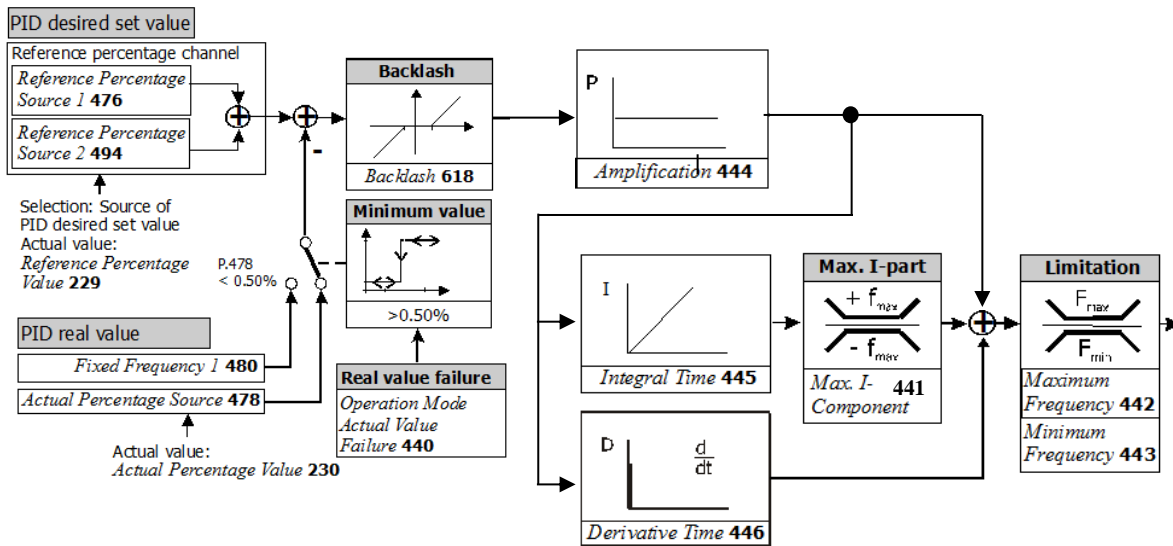 PID desired set value
Reference percentage channel
Reference Percentage
Source 1 476
Reference Percentage
Source 2 494
Selection: Source of
PID desired set value
Actual value:
Reference Percentage
Value 229
+
+
-
Backlash
Backlash 618
Minimum value
>0.50%
P.478
< 0.50%
PID real value
Fixed Frequency 1 480
Actual Percentage Source 478
Actual value:
Actual Percentage Value 230
Real value failure
Operation Mode
Actual Value
Failure 440
P
Amplification 444
I
Integral Time 445
D
d
dt
Derivative Time 446
Max. I-part
+ fmax
- fmax
Max. I- 441
Component
+
Limitation
Fmax
Fmin
Maximum
Frequency 442
Minimum
Frequency 443